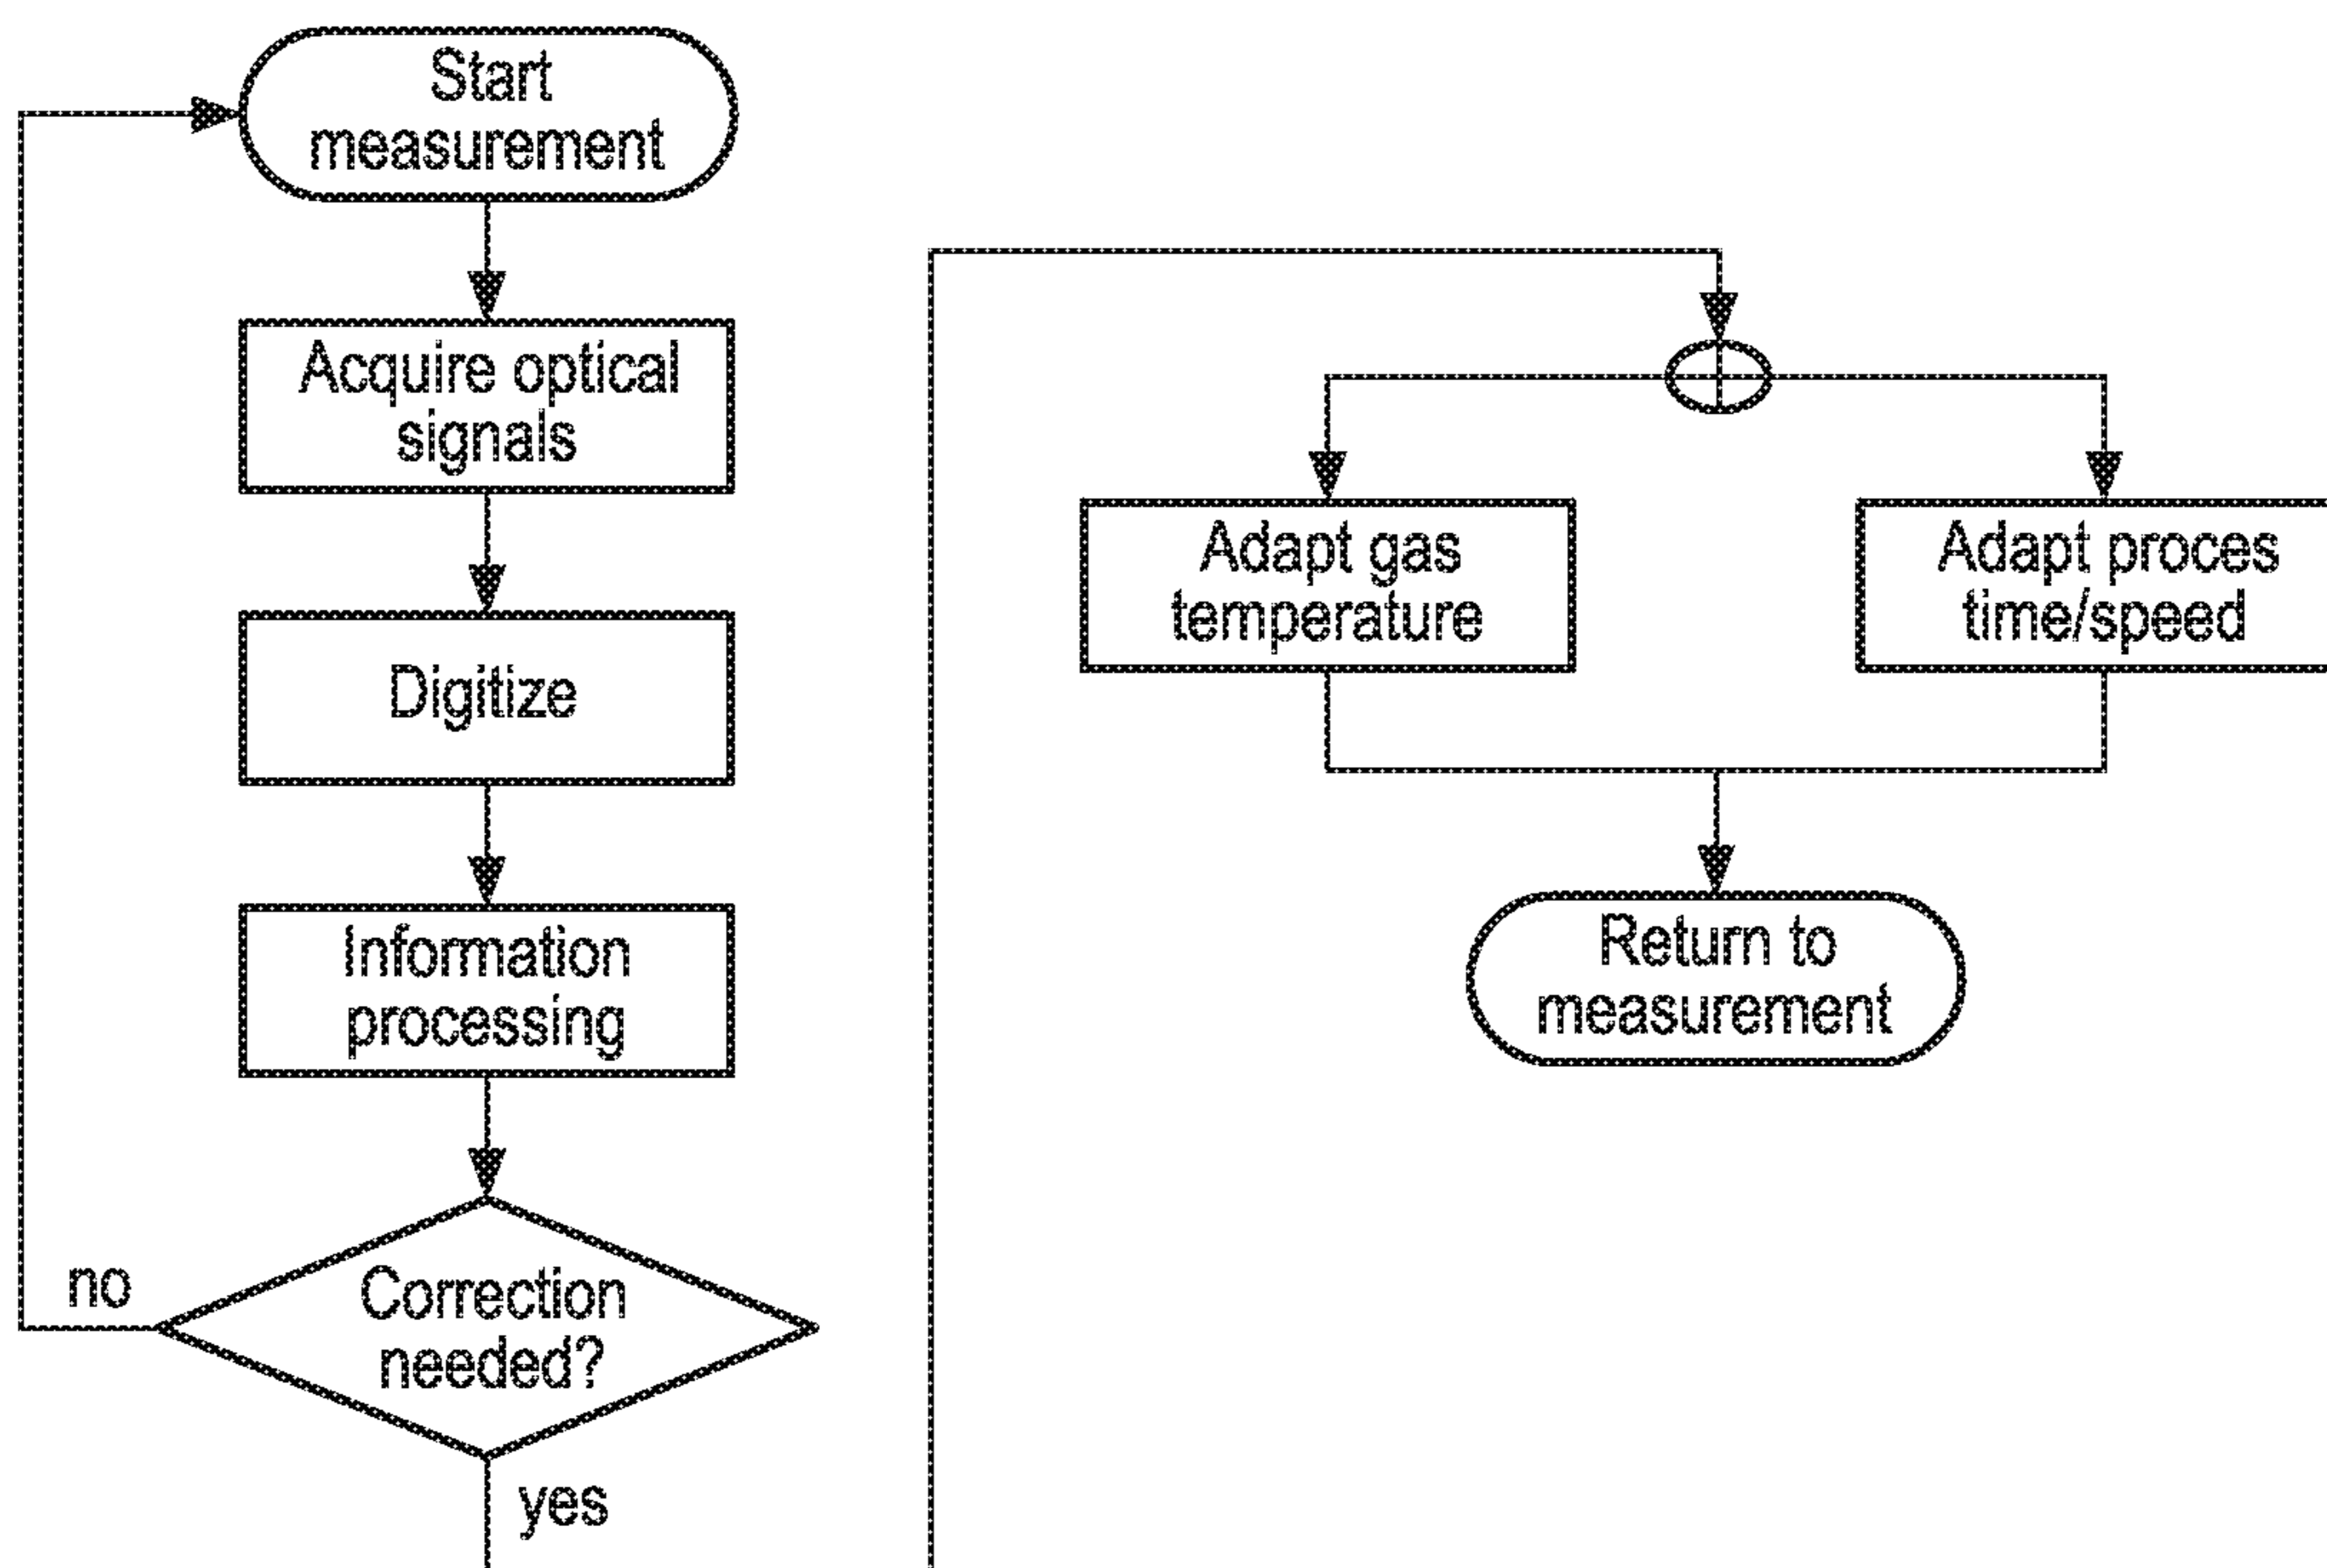 Start
measurement
Acquire optical
signals
Digitize
Information
processing
Correction
needed?
no
yes
Adapt gas
temperature
Adapt proces
time/speed
Return to
measurement